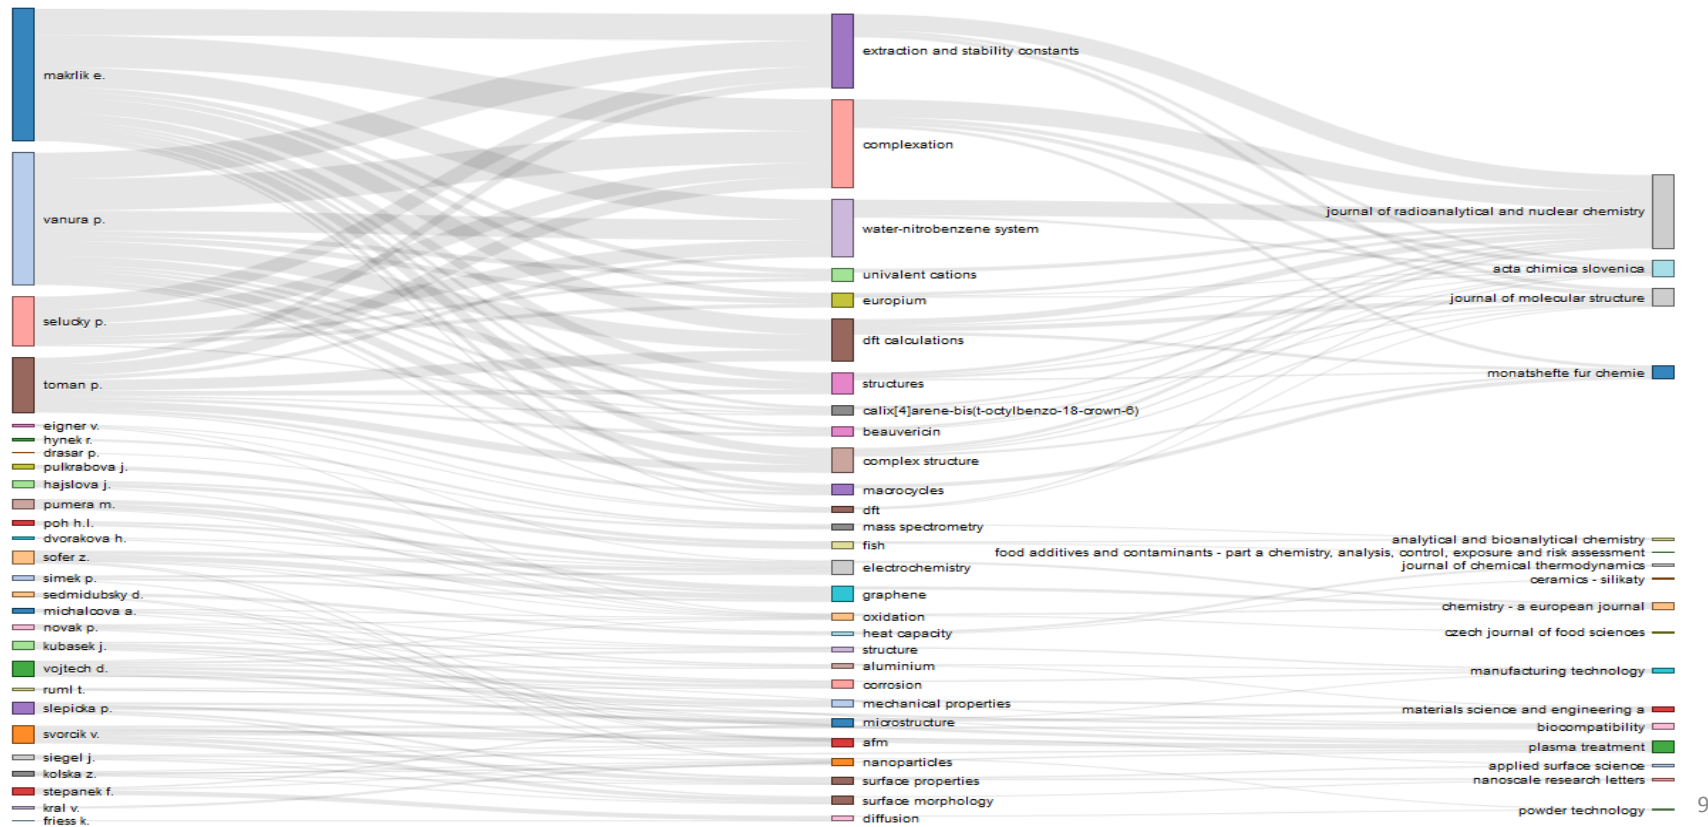 makrlik e.
vanura p.
selucky p.
toman p.
eigner v.
hynek r.
drasar p.
pulkrabova j.
hajslova j.
pumera m.
poh h.l.
dvorakova h.
sofer z.
simek p.
sedmidubsky d.
michalcova a.
novak p.
kubasek j.
vojtech d.
ruml t.
slepicka p.
svorcik v.
siegel j.
kolska z.
stepanek f.
kral v.
friess k.
extraction and stability constants
complexation
water-nitrobenzene system
univalent cations
europium
dft calculations
structures
calix[4]arene-bis(t-octylbenzo-18-crown-6)
beauvericin
complex structure
macrocycles
dft
mass spectrometry
fish
electrochemistry
graphene
oxidation
heat capacity
structure
aluminium
corrosion
mechanical properties
microstructure
afm
nanoparticles
surface properties
surface morphology
diffusion
journal of radioanalytical and nuclear chemistry
acta chimica slovenica
journal of molecular structure
monatshefte fur chemie
analytical and bioanalytical chemistry
food additives and contaminants - part a chemistry, analysis, control, exposure and risk assessment
journal of chemical thermodynamics
ceramics - silikaty
chemistry - a european journal
czech journal of food sciences
manufacturing technology
materials science and engineering a
biocompatibility
plasma treatment
applied surface science
nanoscale research letters
powder technology
9